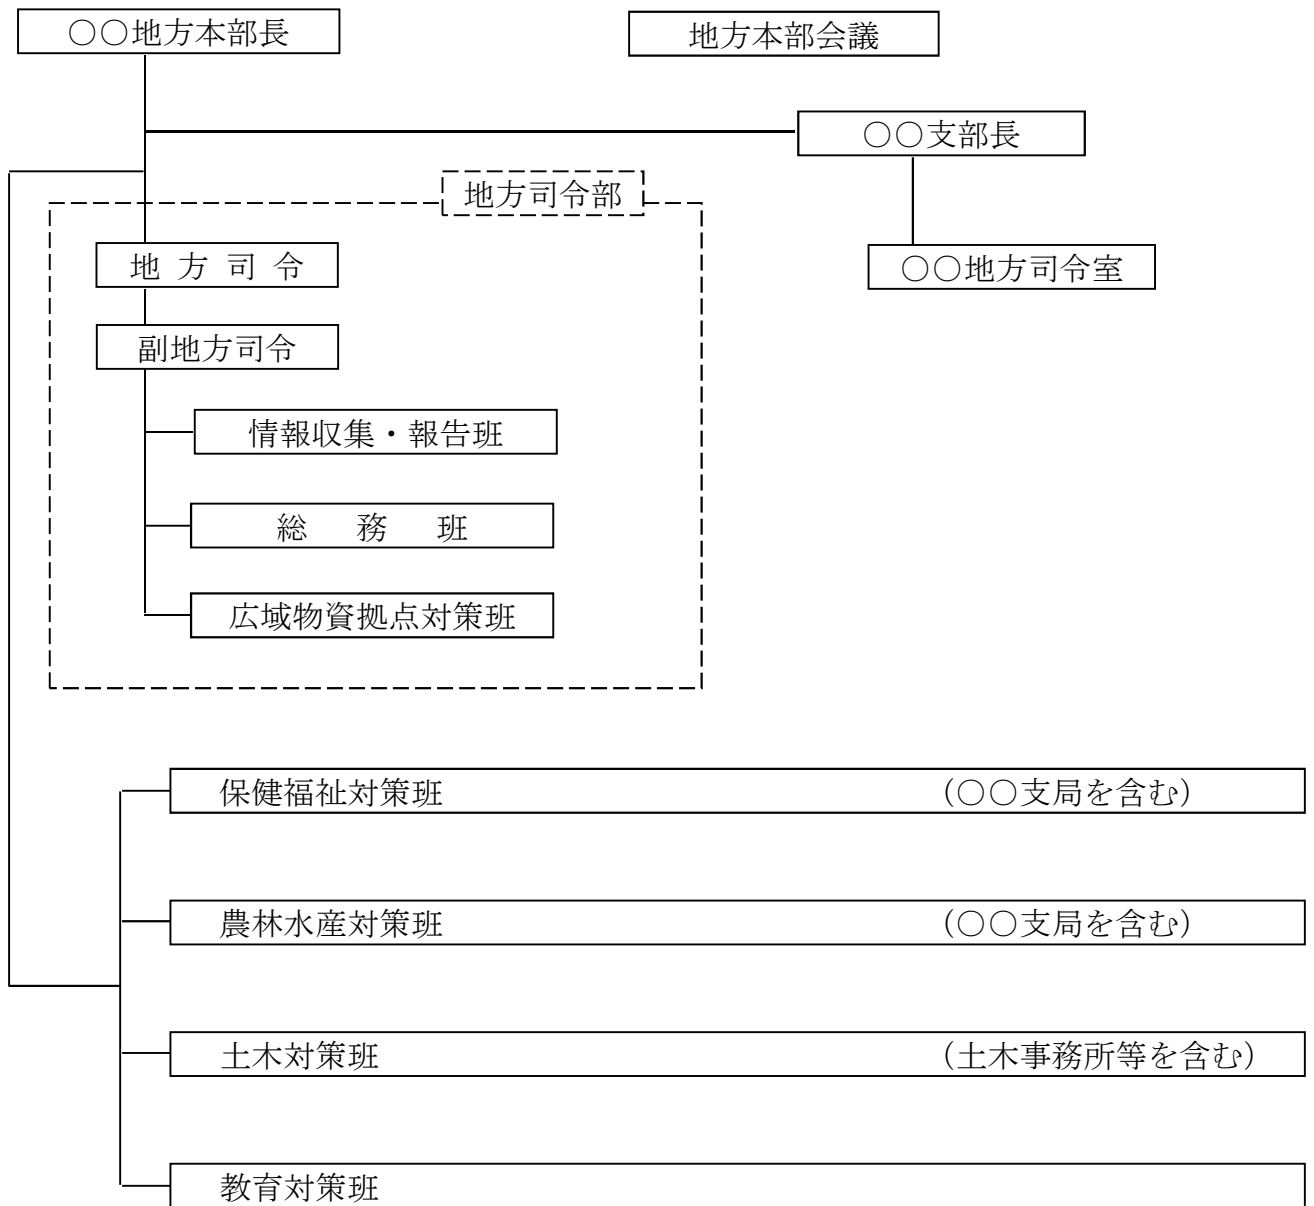 ○○地方本部長
地方本部会議
○○支部長
地方司令部
地方司令
○○地方司令室
副地方司令
情報収集・報告班
総務班
広域物資拠点対策班
保健福祉対策班 (○○支局を含む)
農林水産対策班 (○○支局を含む)
土木対策班 (土木事務所等を含む)
教育対策班